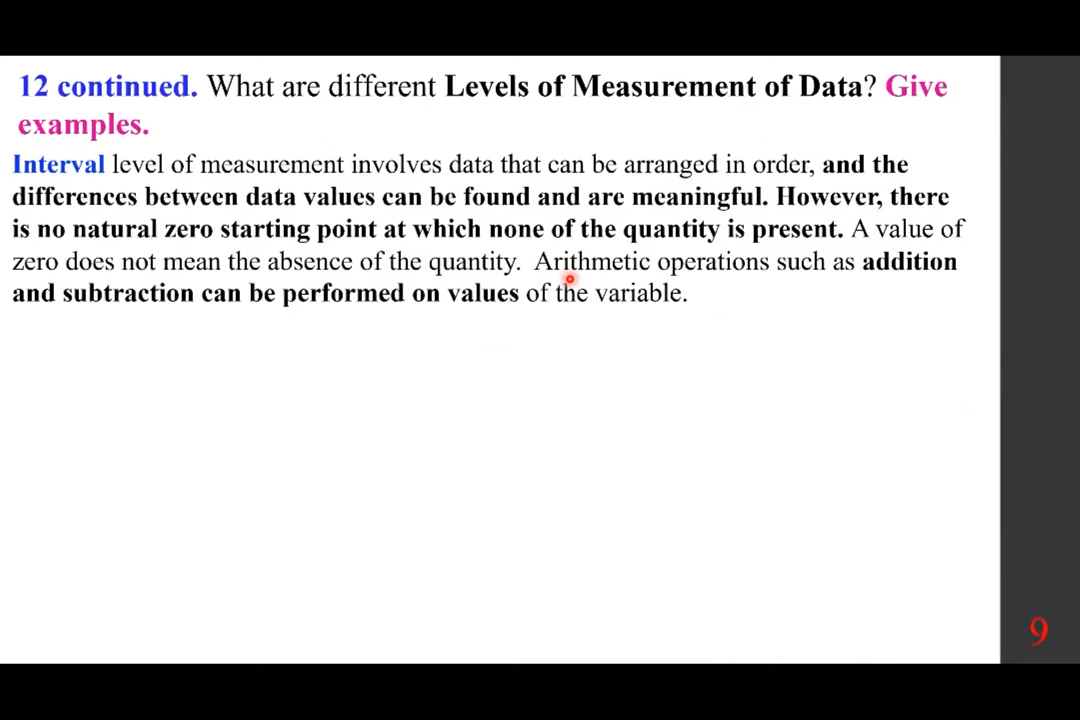 12 continued. What are different Levels of Measurement of Data? Give
examples.
Interval level of measurement involves data that can be arranged in order, and the
differences between data values can be found and are meaningful. However, there
is no natural zero starting point at which none of the quantity is present. A value of
zero does not mean the absence of the quantity. Arithmetic operations such as addition
and subtraction can be performed on values of the variable.
9